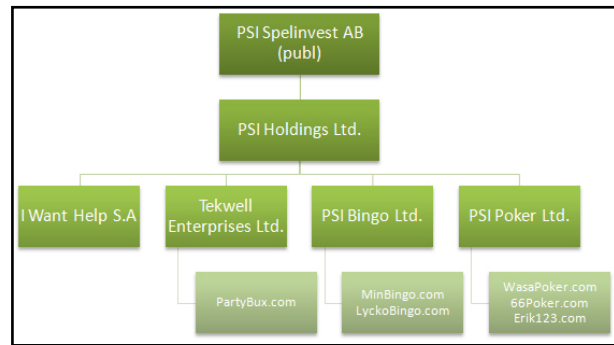 PSI Spelinvest AB
(publ)
PSI Holdings Ltd.
I Want Help S.A
Tekwell
Enterprises Ltd.
PSI Bingo Ltd.
PSI Poker Ltd.
PartyBux.com
MinBingo.com
LyckoBingo.com
WasaPoker.com
66Poker.com
Erik123.com